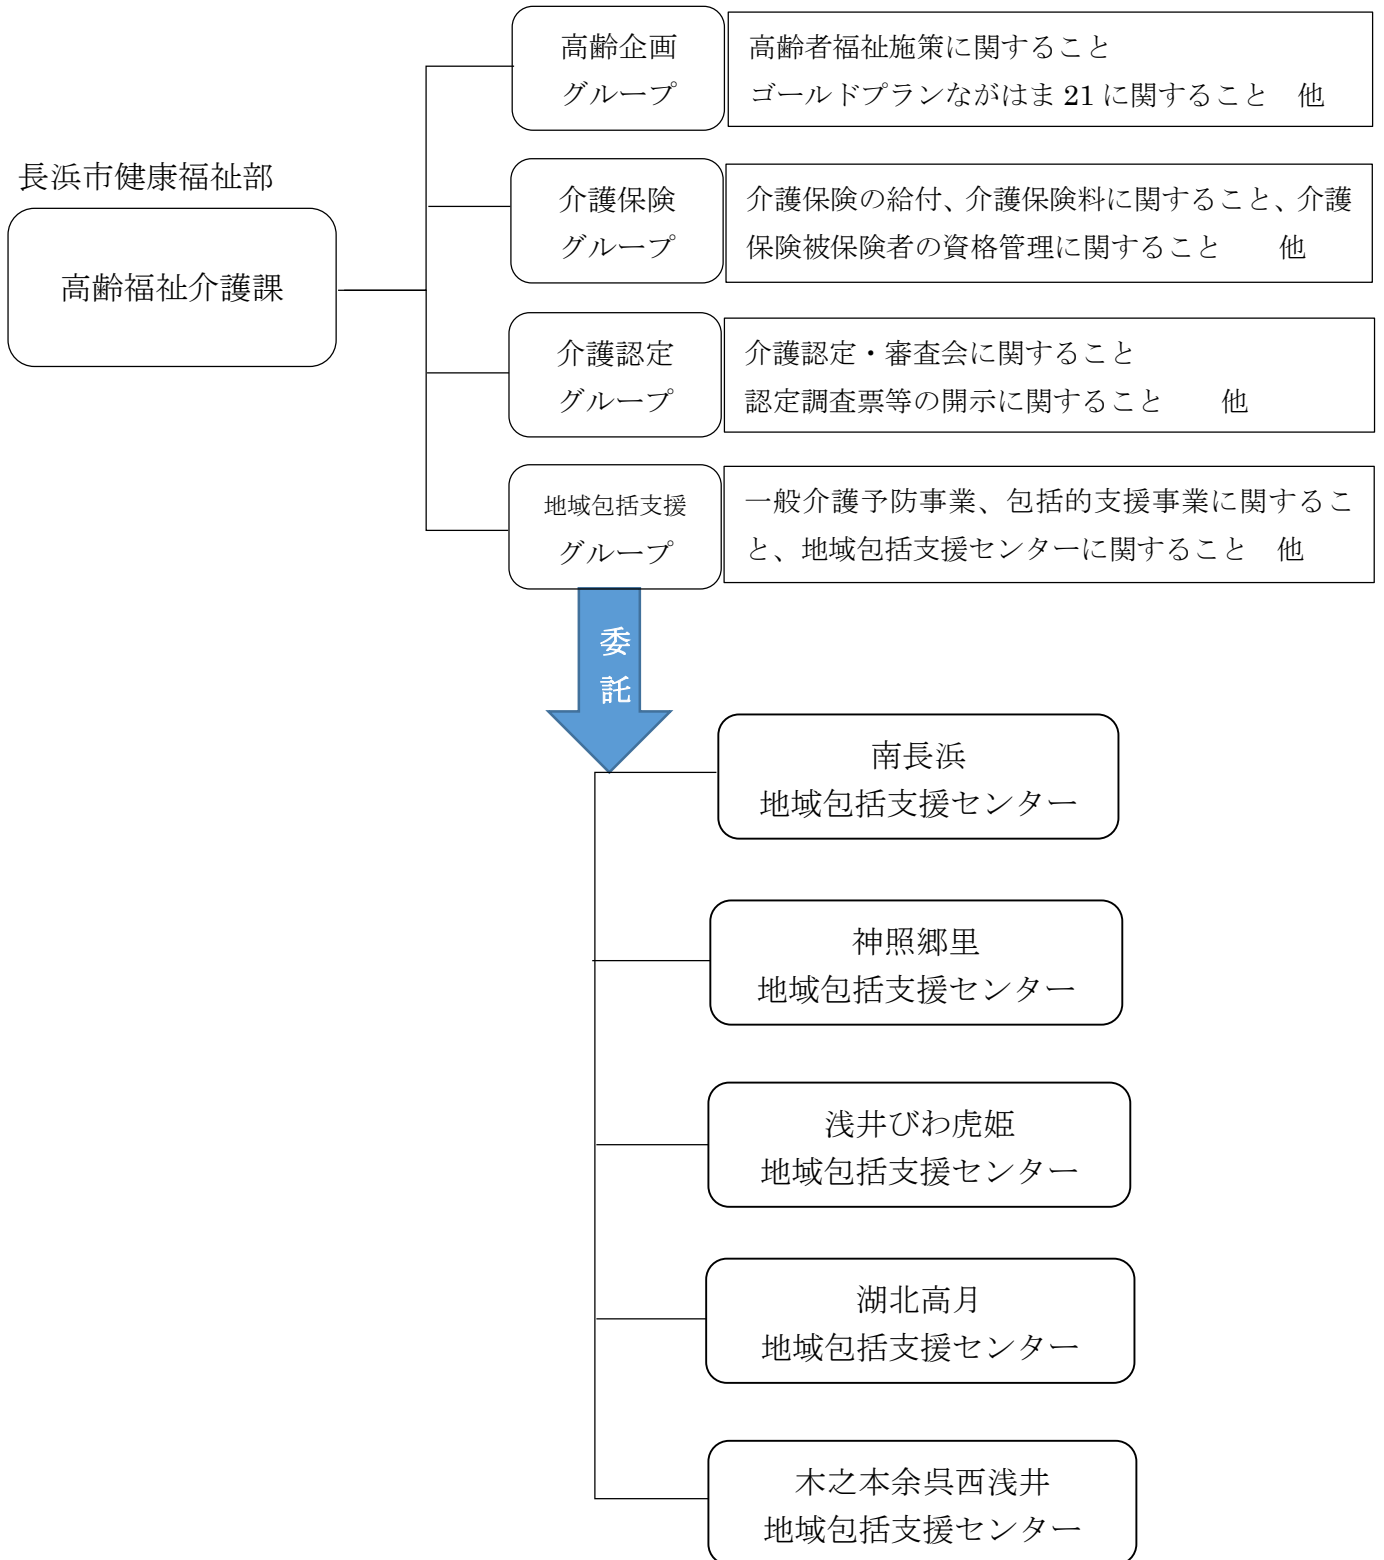 長浜市健康福祉部
高齢福祉介護課
高齢企画
グループ
高齢者福祉施策に関すること
ゴールドプランながはま 21 に関すること　他
介護保険
グループ
介護保険の給付、介護保険料に関すること、介護
保険被保険者の資格管理に関すること　　他
介護認定
グループ
介護認定・審査会に関すること
認定調査票等の開示に関すること　　他
地域包括支援
グループ
一般介護予防事業、包括的支援事業に関するこ
と、地域包括支援センターに関すること　他
委
託
南長浜
地域包括支援センター
神照郷里
地域包括支援センター
浅井びわ虎姫
地域包括支援センター
湖北高月
地域包括支援センター
木之本余呉西浅井
地域包括支援センター